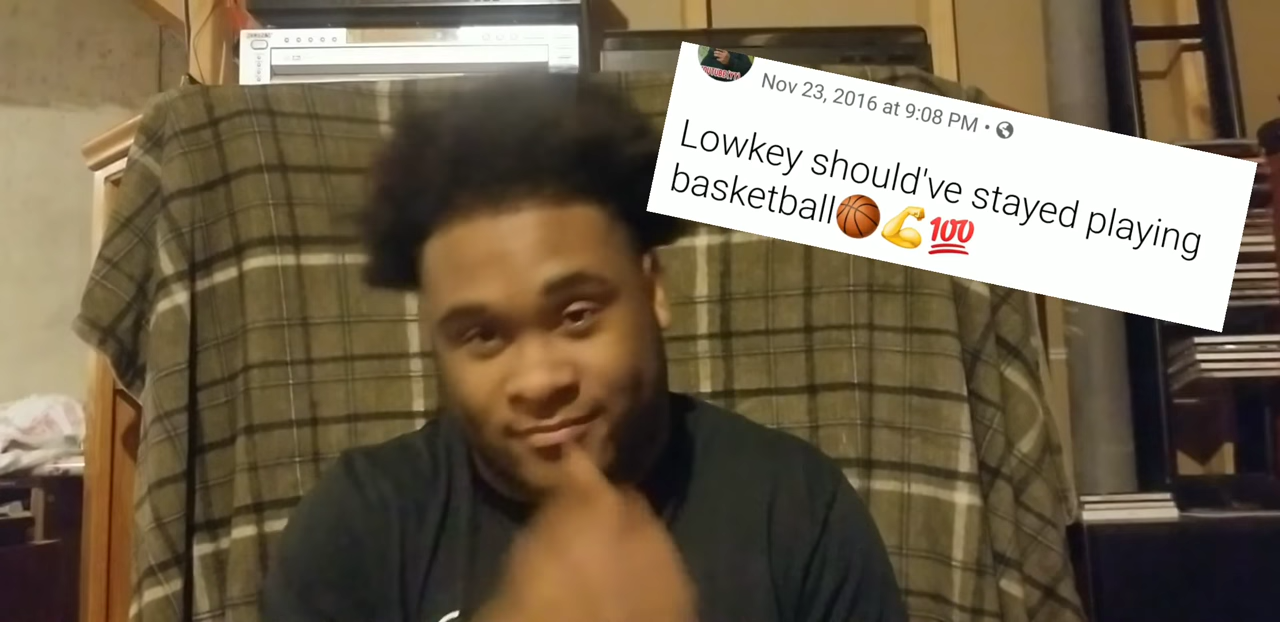 Nov 23, 2016 at 9:08 PM •
Lowkey should've stayed playing
basketball🏀💪💯